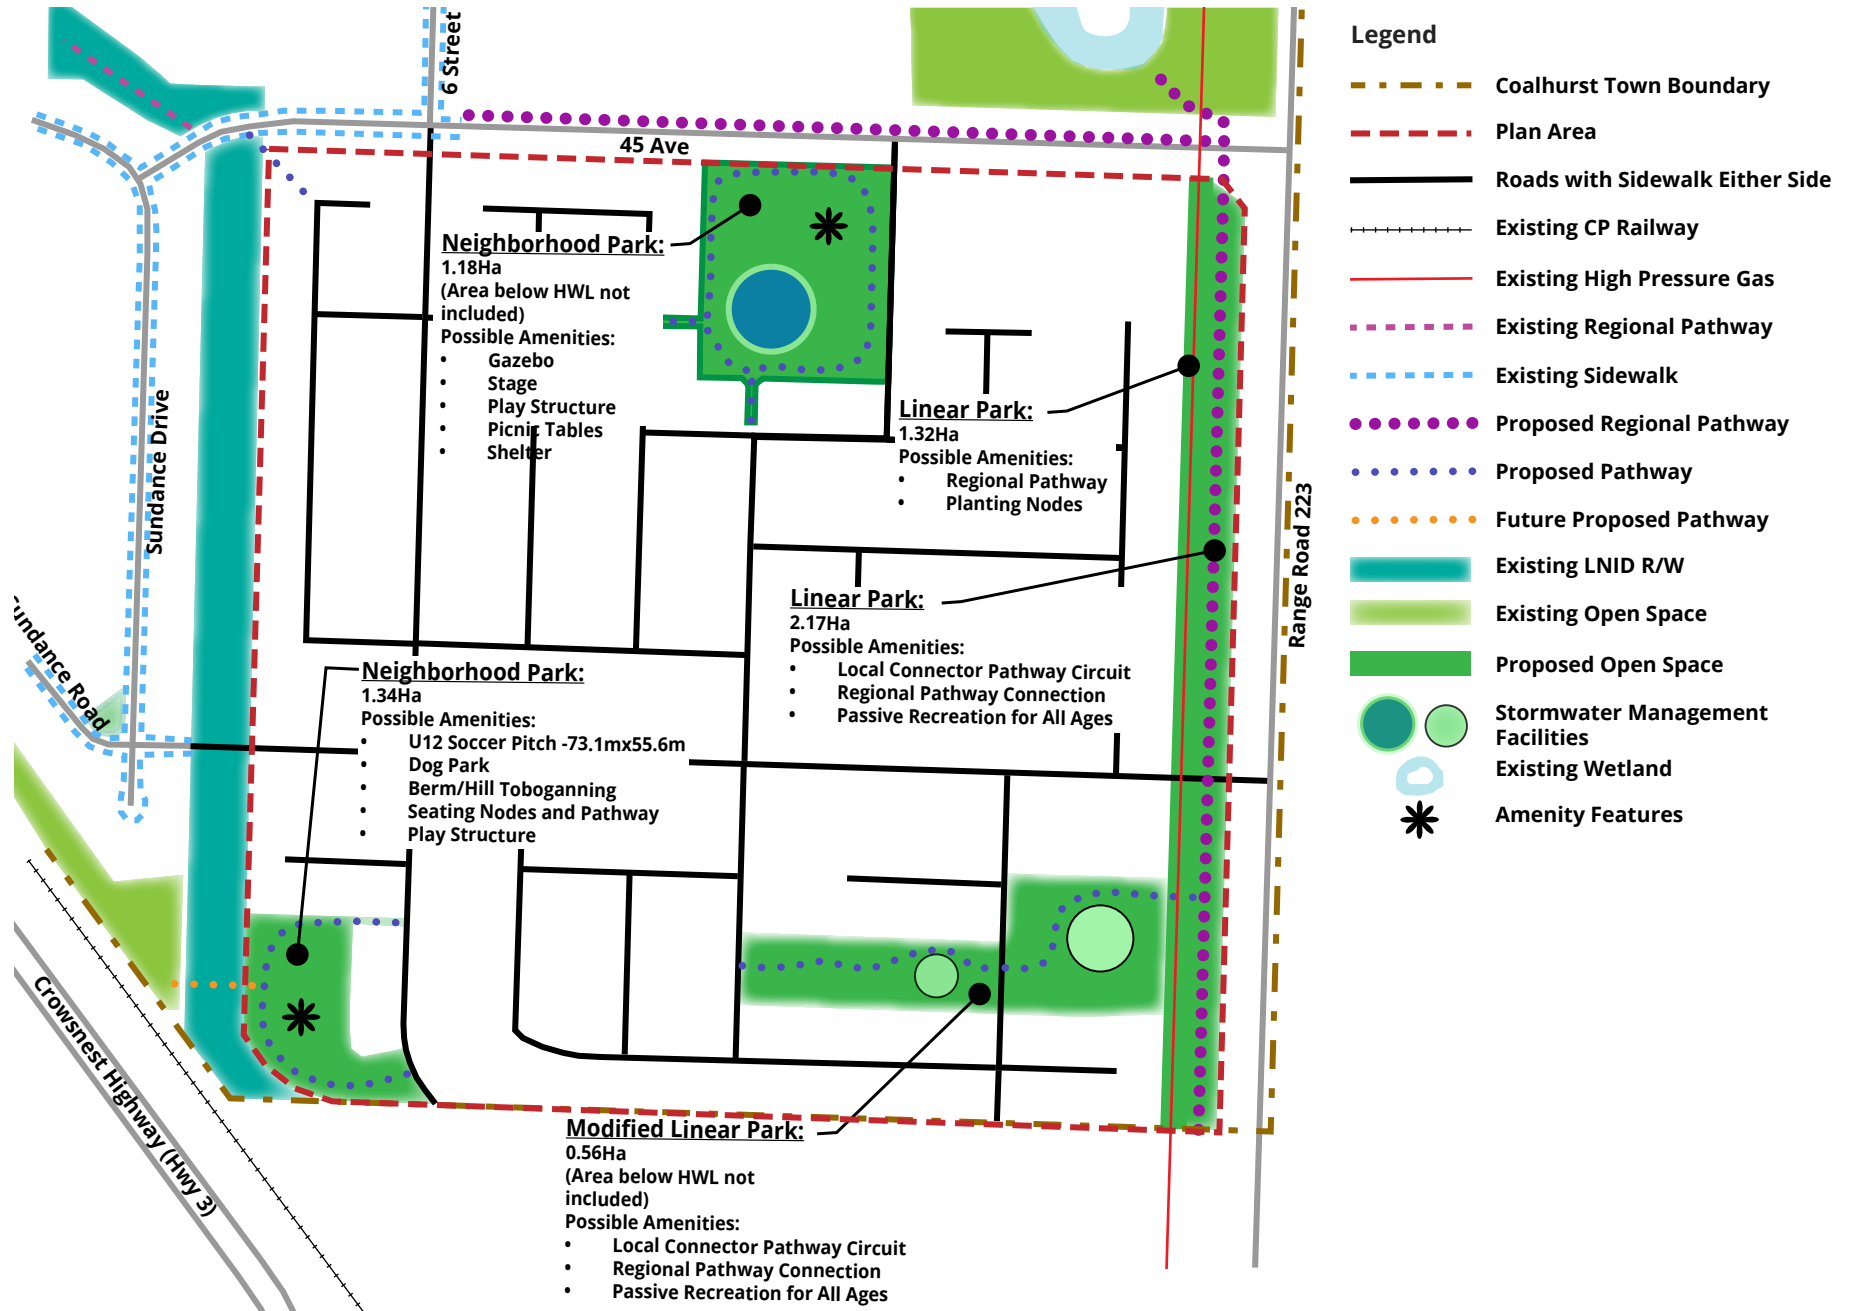 6 Street
45 Ave
Neighborhood Park:
1.18Ha
(Area below HWL not
included)
Possible Amenities:
• Gazebo
• Stage
• Play Structure
• Picnic Tables
• Shelter
Linear Park:
1.32Ha
Possible Amenities:
• Regional Pathway
• Planting Nodes
Sundance Drive
Range Road 223
Linear Park:
2.17Ha
Possible Amenities:
• Local Connector Pathway Circuit
• Regional Pathway Connection
• Passive Recreation for All Ages
Sundance Road
Neighborhood Park:
1.34Ha
Possible Amenities:
• U12 Soccer Pitch -73.1mx55.6m
• Dog Park
• Berm/Hill Toboganning
• Seating Nodes and Pathway
• Play Structure
Crowsnest Highway (Hwy 3)
Modified Linear Park:
0.56Ha
(Area below HWL not
included)
Possible Amenities:
• Local Connector Pathway Circuit
• Regional Pathway Connection
• Passive Recreation for All Ages
Legend
Coalhurst Town Boundary
Plan Area
Roads with Sidewalk Either Side
Existing CP Railway
Existing High Pressure Gas
Existing Regional Pathway
Existing Sidewalk
Proposed Regional Pathway
Proposed Pathway
Future Proposed Pathway
Existing LNID R/W
Existing Open Space
Proposed Open Space
Stormwater Management
Facilities
Existing Wetland
Amenity Features